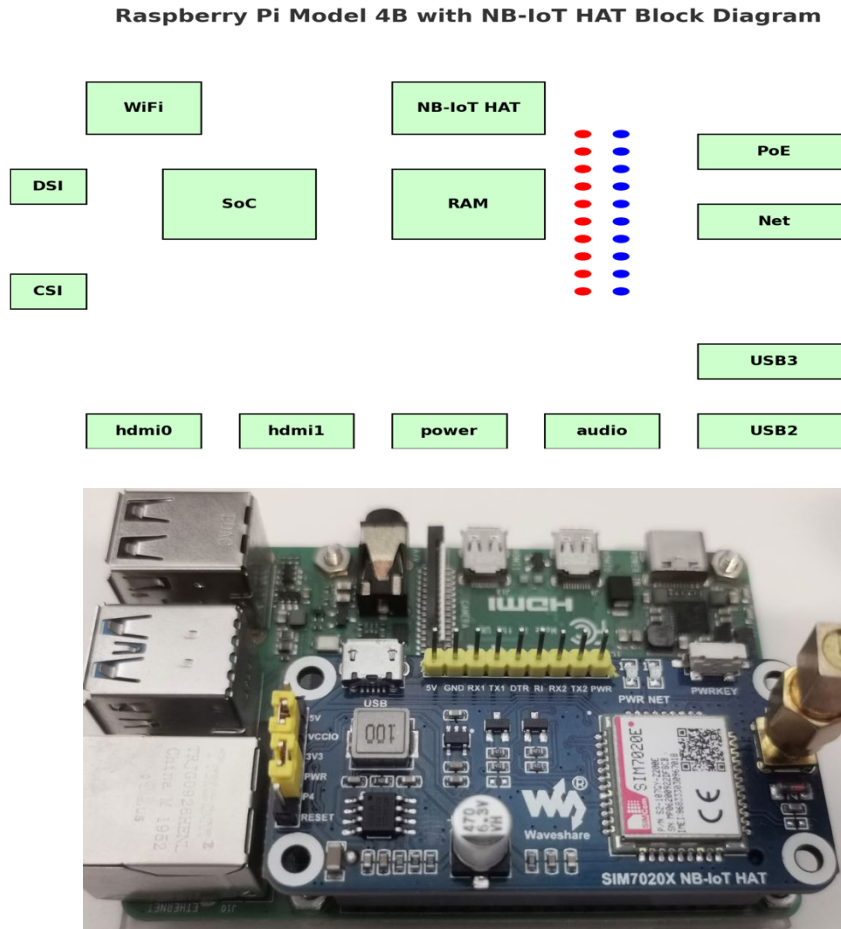 Raspberry Pi Model 4B with NB-IoT HAT Block Diagram
WiFi
NB-IoT HAT
PoE
DSI
SoC
RAM
Net
CSI
USB3
hdmi0
hdmi1
power
audio
USB2
HDMI
5V GND RX1 TX1 DTR RI RX2 TX2 PWR
USB
PWR NET
PWRKEY
5V
VCCIO
3V3
PWR
P4
RESET
100
SIM7020E
CE
470
6.3V
VH
®
Waveshare
SIM7020X NB-IoT HAT
ETHERNET
J10